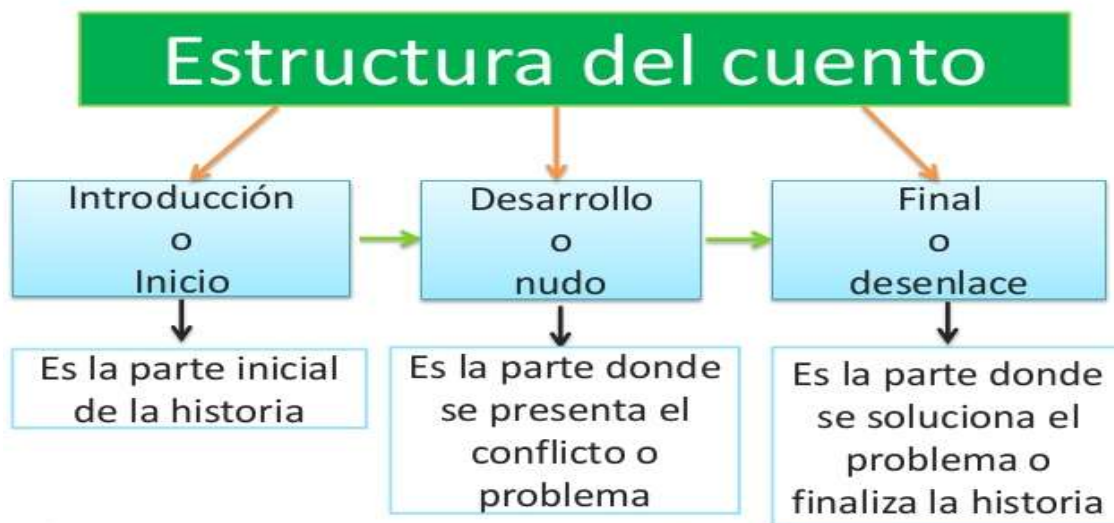 Estructura del cuento
Introducción
o
Inicio
Desarrollo
o
nudo
Final
o
desenlace
Es la parte inicial
de la historia
Es la parte donde
se presenta el
conflicto o
problema
Es la parte donde
se soluciona el
problema o
finaliza la historia